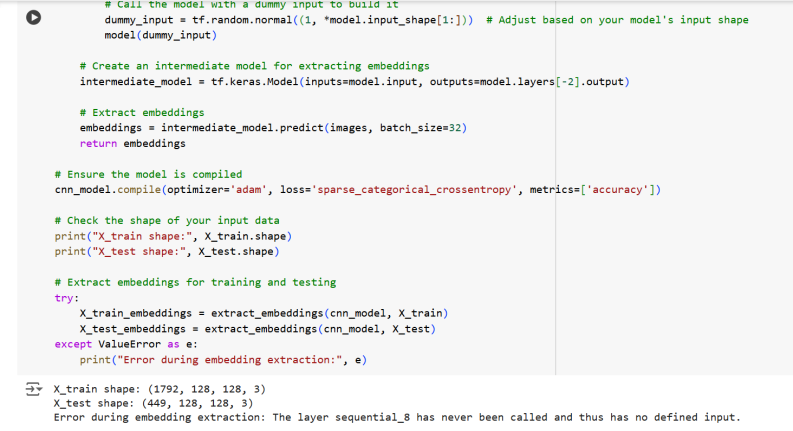 # Call the model with a dummy input to build it
dummy_input = tf.random.normal((1, *model.input_shape[1:]))  # Adjust based on your model's input shape
model(dummy_input)
# Create an intermediate model for extracting embeddings
intermediate_model = tf.keras.Model(inputs=model.input, outputs=model.layers[-2].output)
# Extract embeddings
embeddings = intermediate_model.predict(images, batch_size=32)
return embeddings
# Ensure the model is compiled
cnn_model.compile(optimizer='adam', loss='sparse_categorical_crossentropy', metrics=['accuracy'])
# Check the shape of your input data
print("X_train shape:", X_train.shape)
print("X_test shape:", X_test.shape)
# Extract embeddings for training and testing
try:
X_train_embeddings = extract_embeddings(cnn_model, X_train)
X_test_embeddings = extract_embeddings(cnn_model, X_test)
except ValueError as e:
print("Error during embedding extraction:", e)
X_train shape: (1792, 128, 128, 3)
X_test shape: (449, 128, 128, 3)
Error during embedding extraction: The layer sequential_8 has never been called and thus has no defined input.